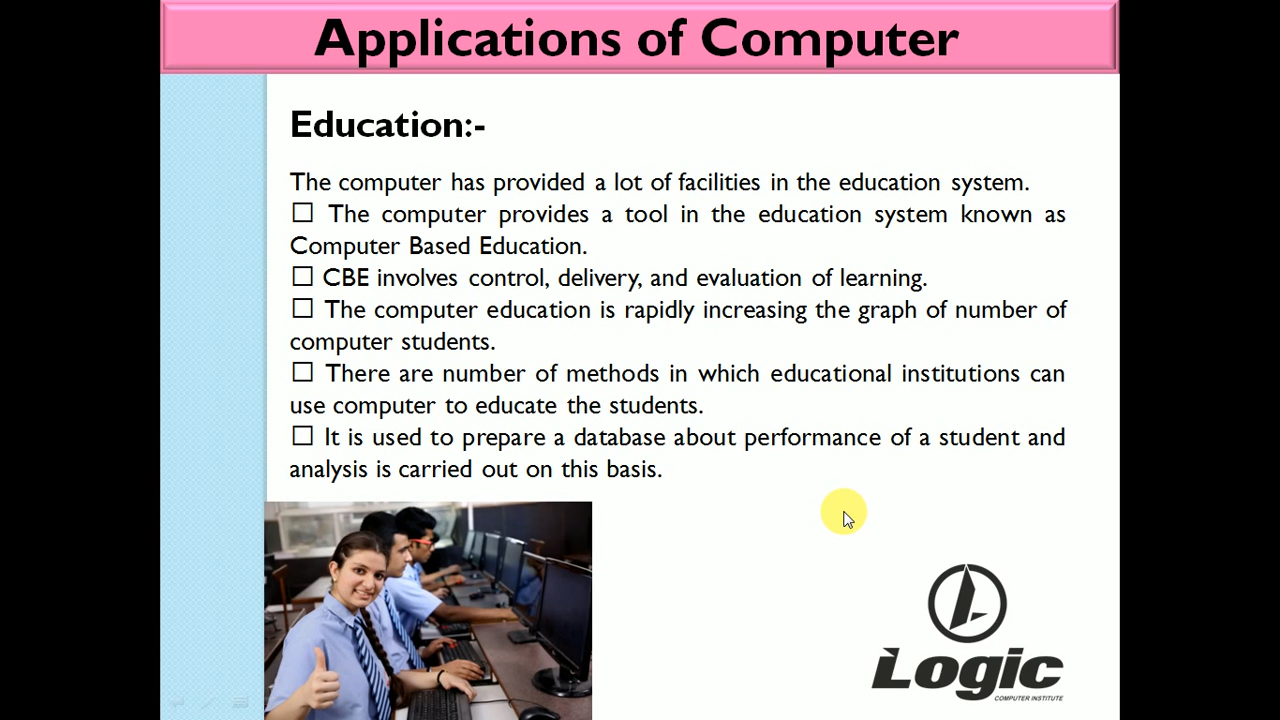 Applications of Computer
Education:-
The computer has provided a lot of facilities in the education system.
☐ The computer provides a tool in the education system known as
Computer Based Education.
☐ CBE involves control, delivery, and evaluation of learning.
☐ The computer education is rapidly increasing the graph of number of
computer students.
☐ There are number of methods in which educational institutions can
use computer to educate the students.
☐ It is used to prepare a database about performance of a student and
analysis is carried out on this basis.
Logic
COMPUTER INSTITUTE